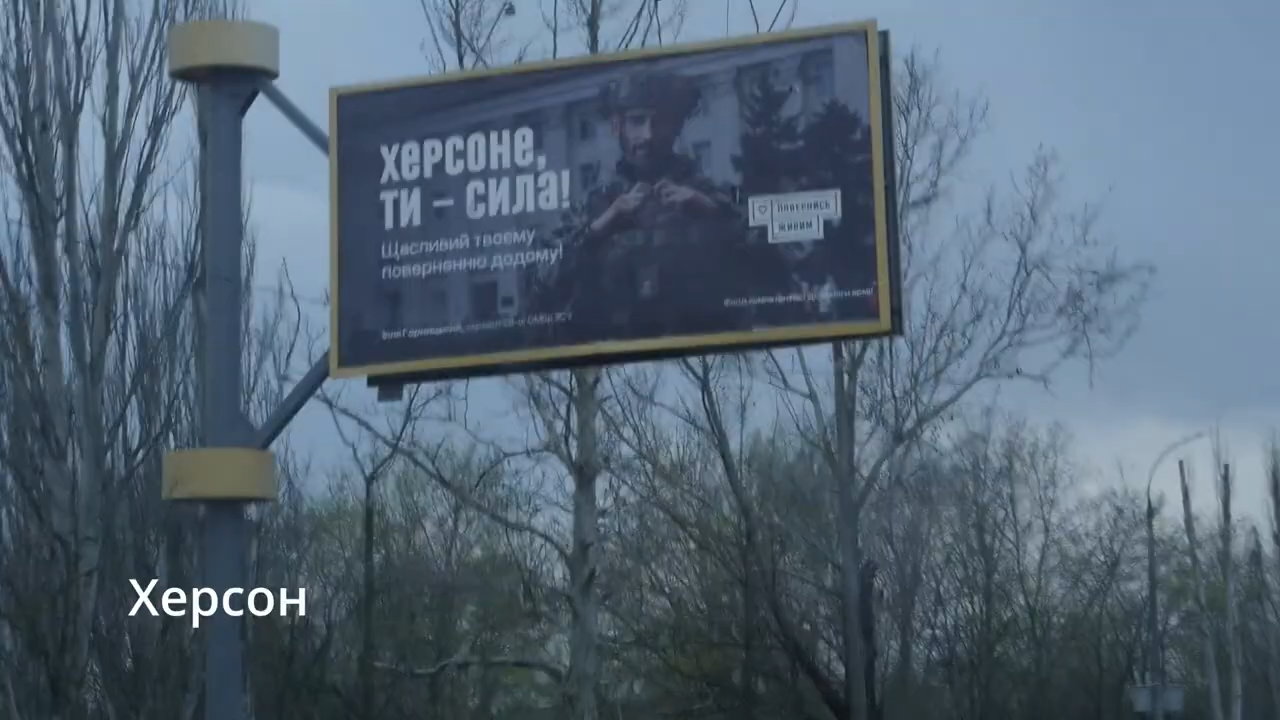 Херсоне,
ти – сила!
Щасливий твоєму
поверненню додому!
ПОВЕРНИСЬ
ЖИВИМ
Херсон